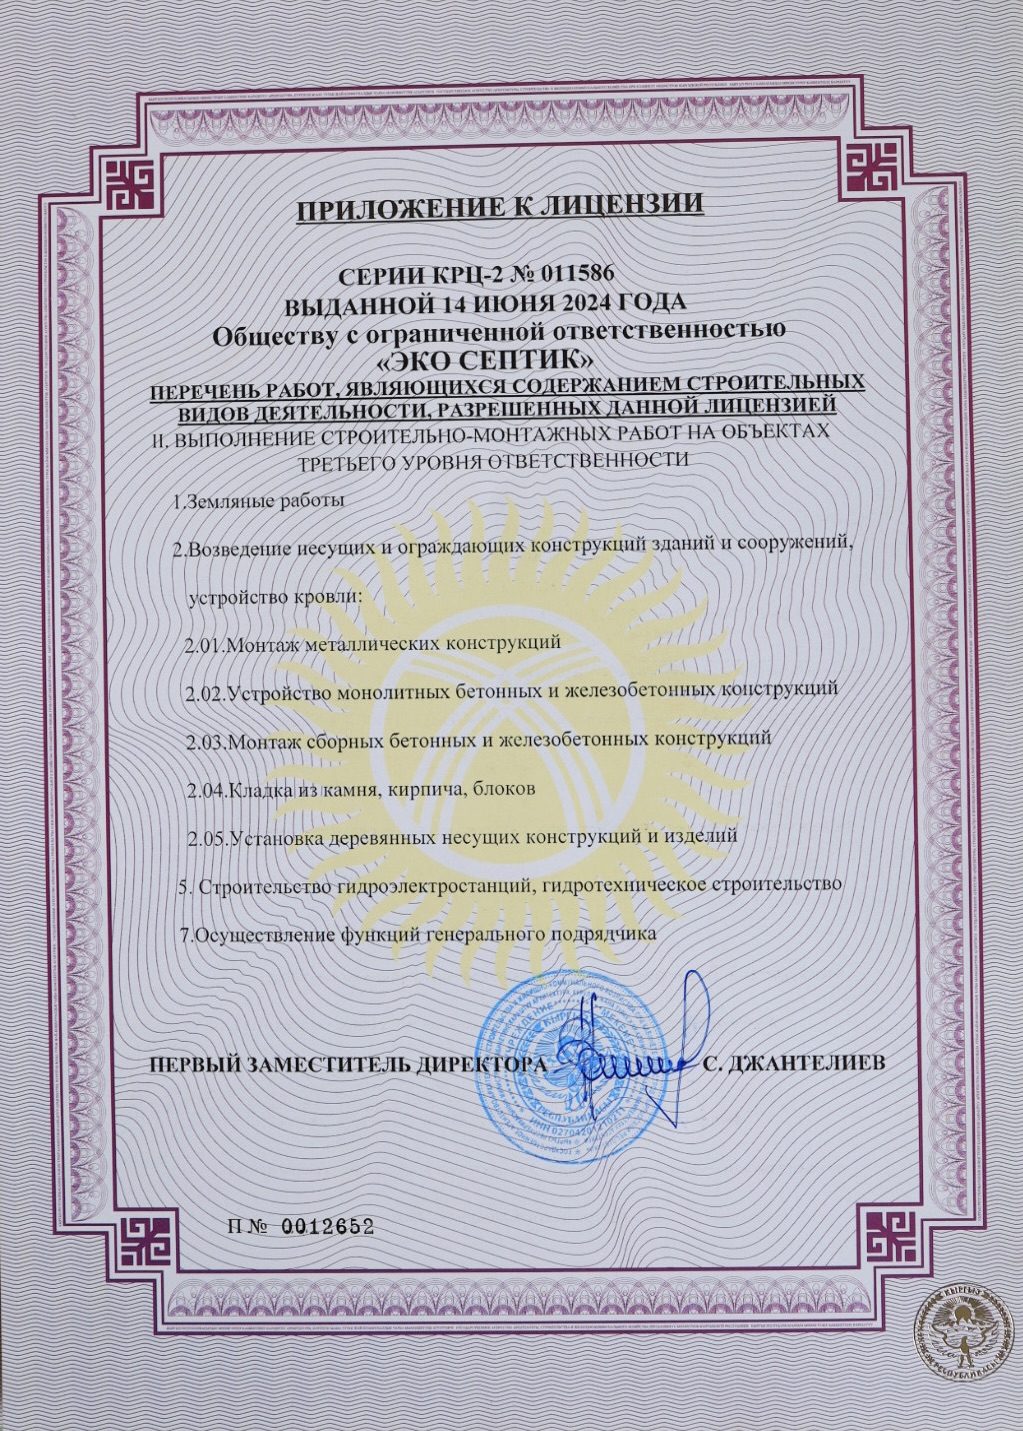 ПРИЛОЖЕНИЕ К ЛИЦЕНЗИИ
СЕРИИ КРЦ-2 № 011586
ВЫДАННОЙ 14 ИЮНЯ 2024 ГОДА
Обществу с ограниченной ответственностью
«ЭКО СЕПТИК»
ПЕРЕЧЕНЬ РАБОТ, ЯВЛЯЮЩИХСЯ СОДЕРЖАНИЕМ СТРОИТЕЛЬНЫХ
ВИДОВ ДЕЯТЕЛЬНОСТИ, РАЗРЕШЕННЫХ ДАННОЙ ЛИЦЕНЗИЕЙ
II. ВЫПОЛНЕНИЕ СТРОИТЕЛЬНО-МОНТАЖНЫХ РАБОТ НА ОБЪЕКТАХ
ТРЕТЬЕГО УРОВНЯ ОТВЕТСТВЕННОСТИ
1.Земляные работы
2.Возведение несущих и ограждающих конструкций зданий и сооружений,
устройство кровли:
2.01.Монтаж металлических конструкций
2.02.Устройство монолитных бетонных и железобетонных конструкций
2.03.Монтаж сборных бетонных и железобетонных конструкций
2.04.Кладка из камня, кирпича, блоков
2.05.Установка деревянных несущих конструкций и изделий
5. Строительство гидроэлектростанций, гидротехническое строительство
7.Осуществление функций генерального подрядчика
ПЕРВЫЙ ЗАМЕСТИТЕЛЬ ДИРЕКТОРА С. ДЖАНТЕЛИЕВ
П № 0012652
КЫРГЫЗ
РЕСПУБЛИКАСЫ